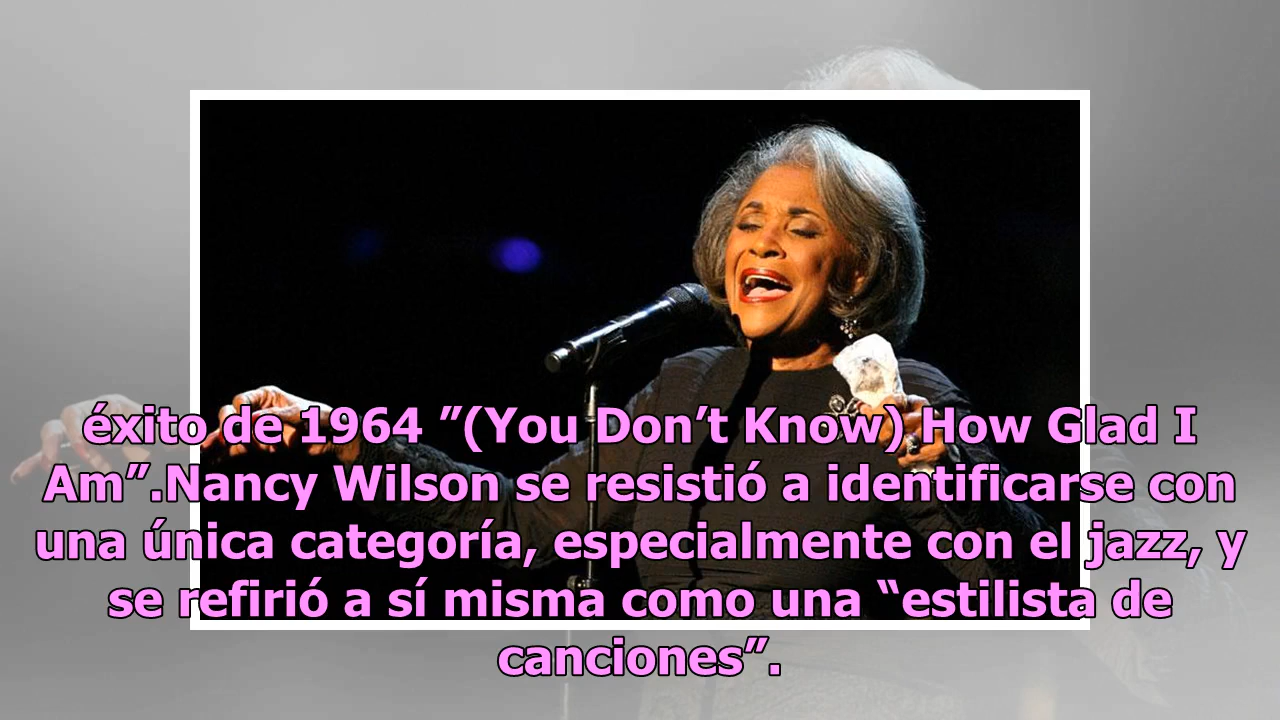 éxito de 1964 ”(You Don’t Know) How Glad I
Am”.Nancy Wilson se resistió a identificarse con
una única categoría, especialmente con el jazz, y
se refirió a sí misma como una “estilista de
canciones”.